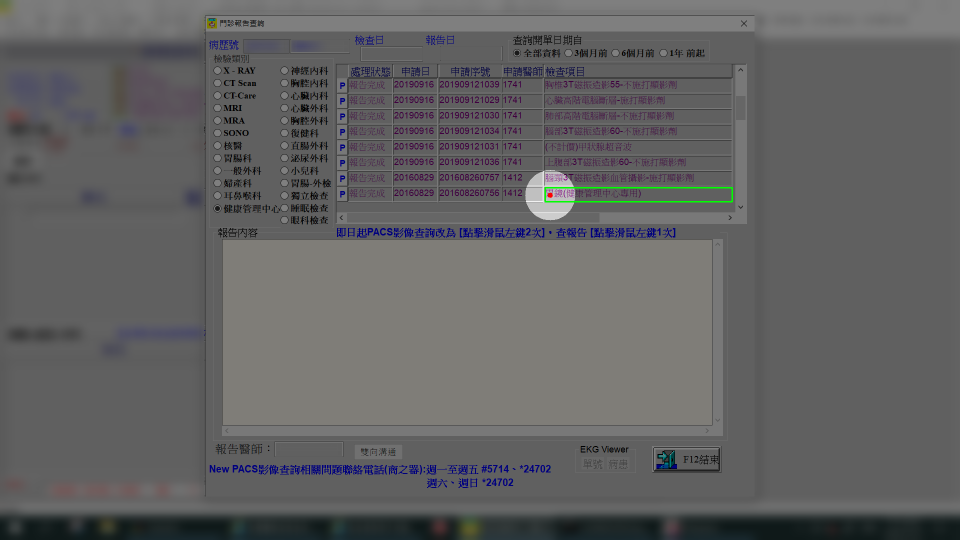 門診報告查詢
病歷號
檢查日 報告日 查詢開單日期自
全部資料 3個月前 6個月前 1年 前起
檢驗類別
X - RAY 神經內科
CT Scan 胸腔內科
CT-Care 心臟內科
MRI 心臟外科
MRA 胸腔外科
SONO 復健科
核醫 直腸外科
胃腸科 泌尿外科
一般外科 小兒科
婦產科 胃腸-外檢
耳鼻喉科 獨立檢查
健康管理中心 睡眠檢查
眼科檢查
處理狀態 申請日 申請序號 申請醫師 檢查項目
P 報告完成 20190916 201909121039 1741 胸椎3T磁振造影55-不施打顯影劑
P 報告完成 20190916 201909121029 1741 心臟高階電腦斷層-施打顯影劑
P 報告完成 20190916 201909121030 1741 肺部高階電腦斷層-不施打顯影劑
P 報告完成 20190916 201909121034 1741 腦部3T磁振造影60-不施打顯影劑
P 報告完成 20190916 201909121031 1741 (不計價)甲狀腺超音波
P 報告完成 20190916 201909121036 1741 上腹部3T磁振造影60-不施打顯影劑
P 報告完成 20160829 201608260757 1412 腦頸3T磁振造影血管攝影-施打顯影劑
P 報告完成 20160829 201608260756 1412 鏡(健康管理中心專用)
報告內容 即日起PACS影像查詢改為 [點擊滑鼠左鍵2次]，查報告 [點擊滑鼠左鍵1次]
報告醫師： 雙向溝通 EKG Viewer
單號 病患
F12結束
New PACS影像查詢相關問題聯絡電話(商之器):週一至週五 #5714、*24702
週六、週日 *24702